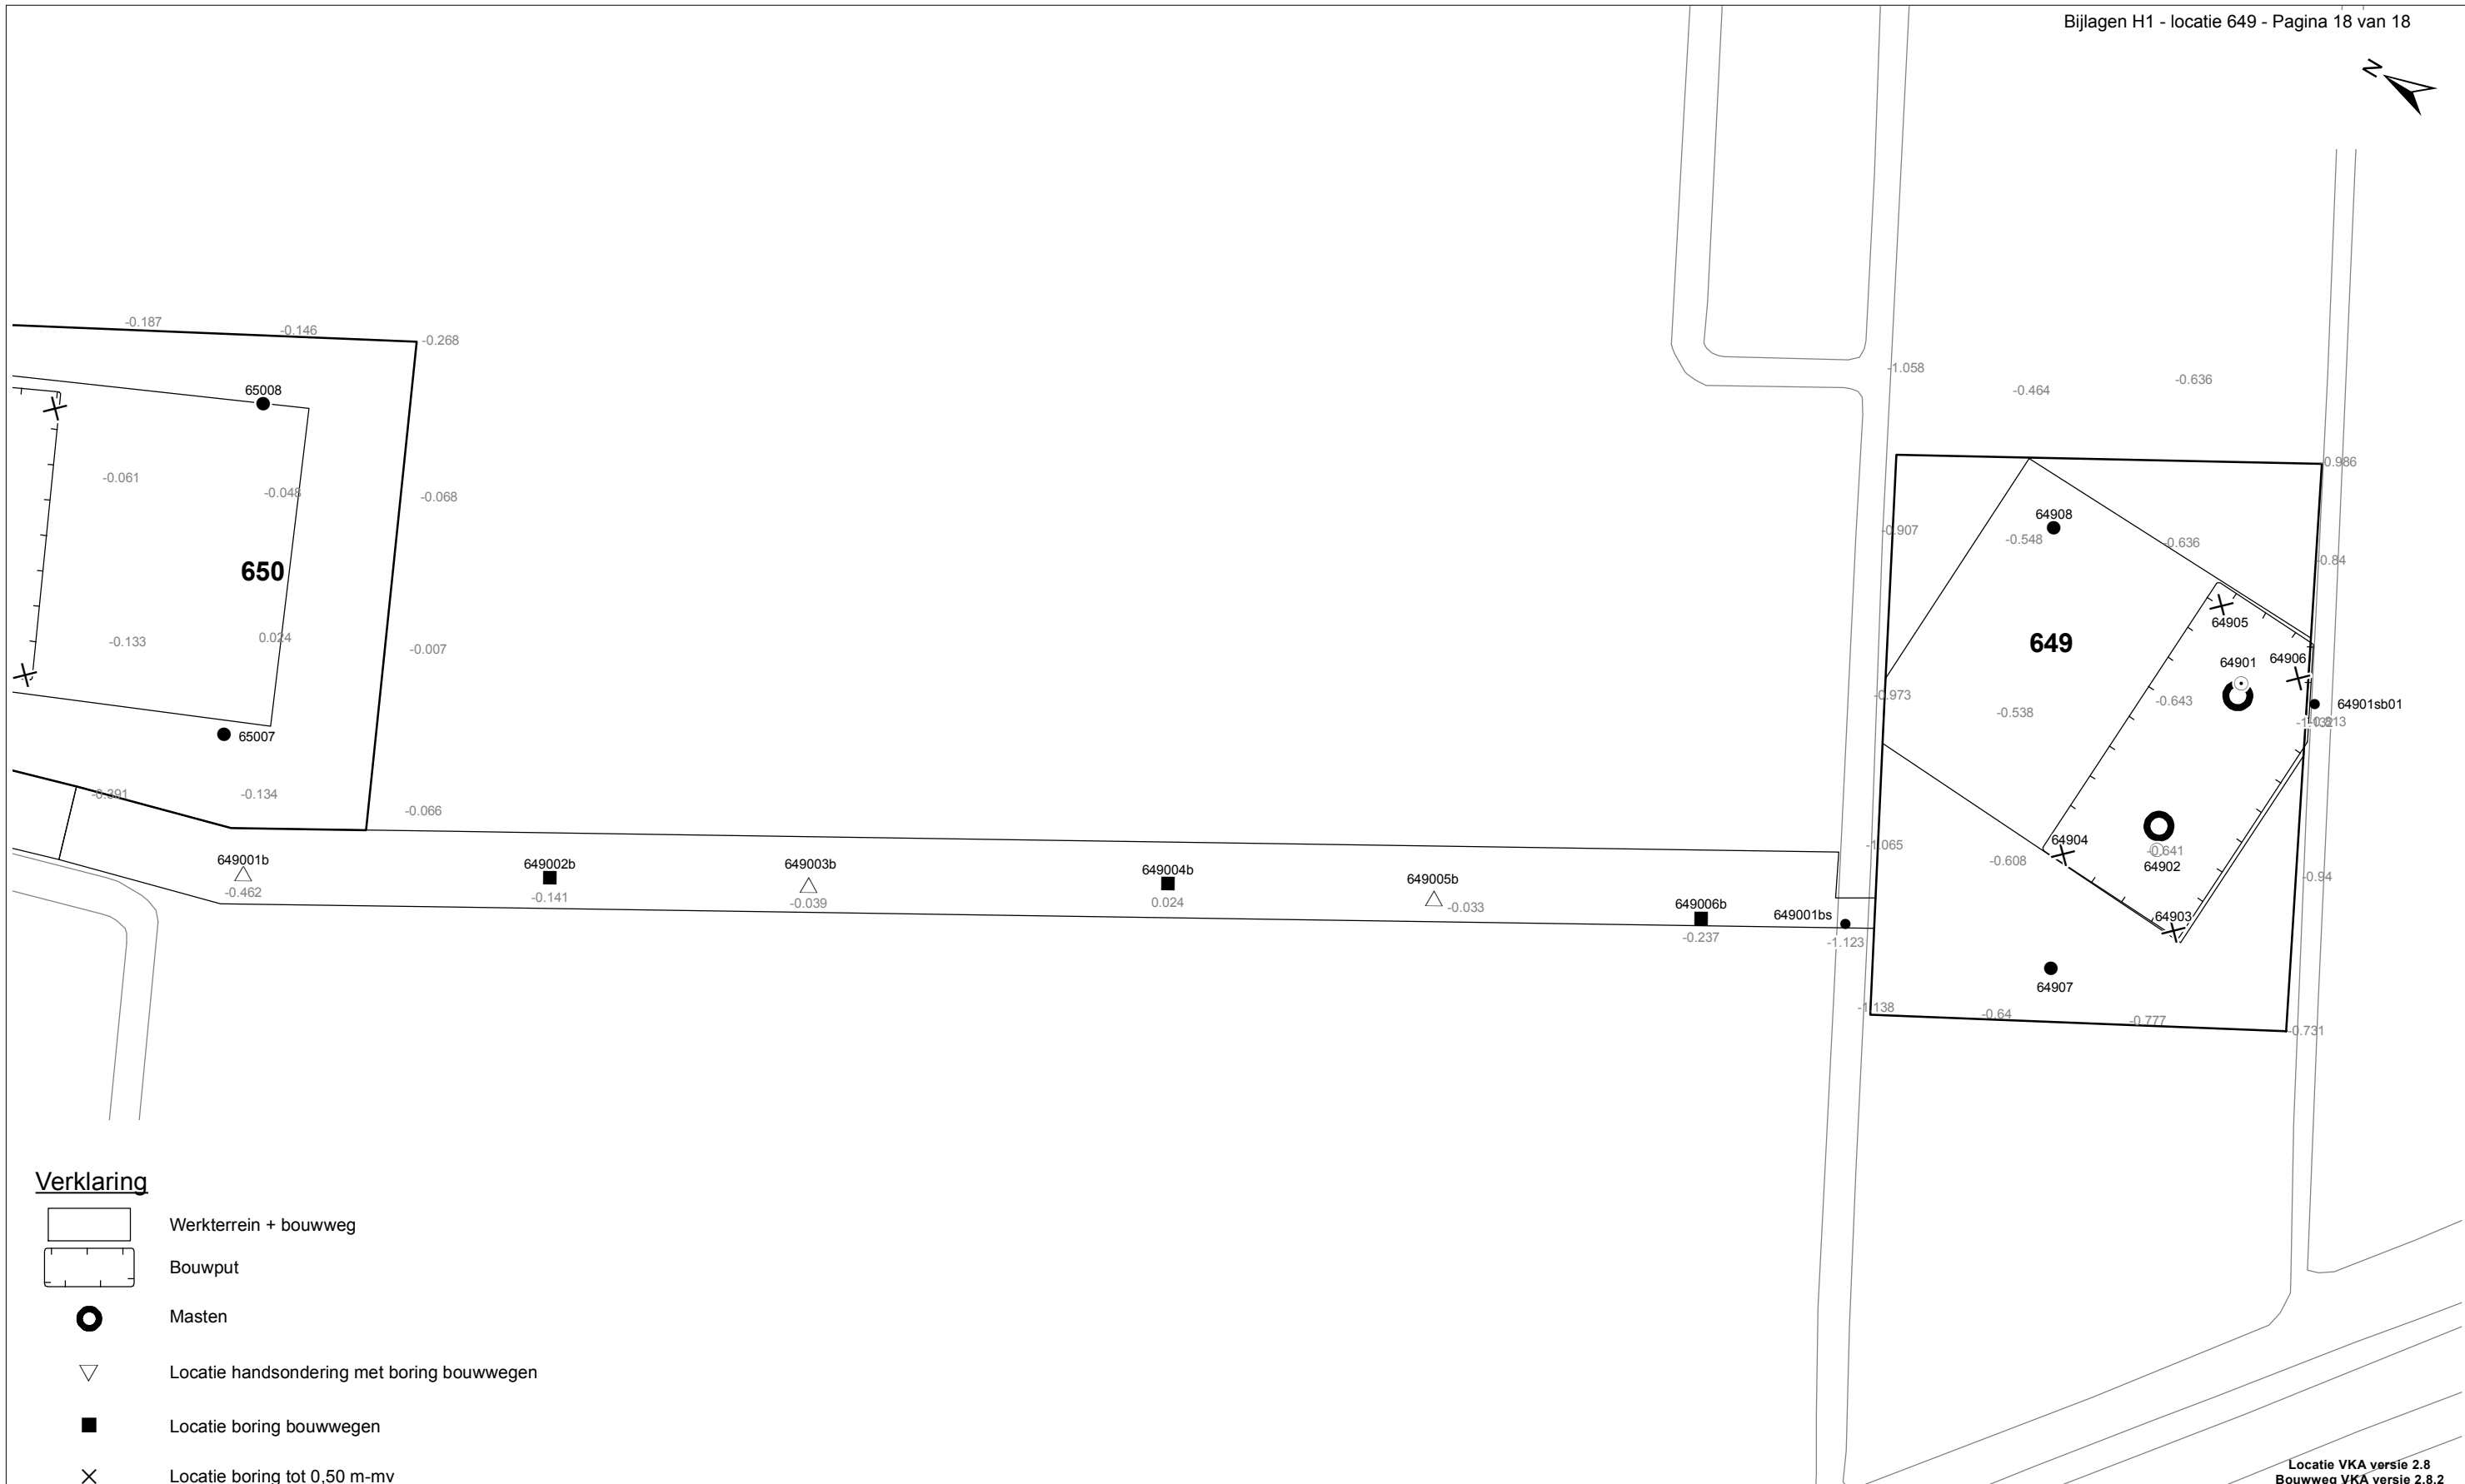 Bijlagen H1 - locatie 649 - Pagina 18 van 18
N
-0.187
-0.146
-0.268
-1.058
-0.464
-0.636
65008
-0.986
-0.061
-0.048
-0.068
64908
-0.907
-0.548
-0.636
-0.84
650
64905
-0.133
0.024
-0.007
649
64901
64906
-0.973
-0.538
-0.643
64901sb01
65007
-0.391
-0.134
-0.066
64904
-1.065
-0.608
-0.641
64902
649001b
649002b
649003b
649004b
649005b
-0.94
-0.462
-0.141
-0.039
0.024
-0.033
649006b
649001bs
64903
-0.237
-1.123
64907
-1.138
-0.64
-0.777
-0.731
Verklaring
Werkterrein + bouwweg
Bouwput
Masten
Locatie handsondering met boring bouwwegen
Locatie boring bouwwegen
Locatie boring tot 0,50 m-mv
Locatie VKA versie 2.8
Bouwweg VKA versie 2.8.2